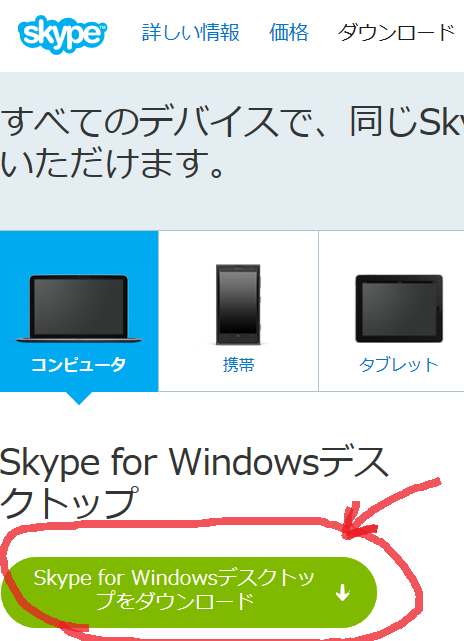 skype
詳しい情報
価格
ダウンロード
すべてのデバイスで、同じSky
いただけます。
コンピュータ
携帯
タブレット
Skype for Windowsデス
クトップ
Skype for Windowsデスクトッ
プをダウンロード